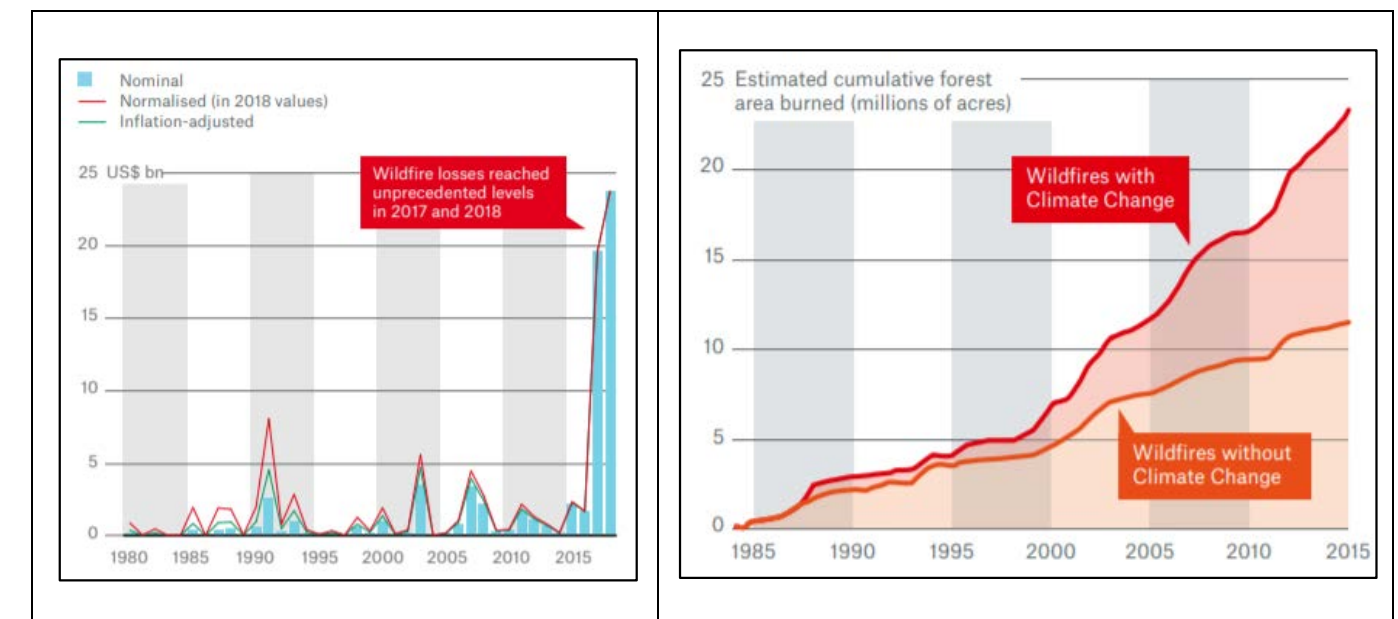 Nominal
Normalised (in 2018 values)
Inflation-adjusted
25 US$ bn
Wildfire losses reached
unprecedented levels
in 2017 and 2018
20
15
10
5
0
1980 1985 1990 1995 2000 2005 2010 2015
25 Estimated cumulative forest
area burned (millions of acres)
20
Wildfires with
Climate Change
15
10
5
Wildfires without
Climate Change
0
1985 1990 1995 2000 2005 2010 2015